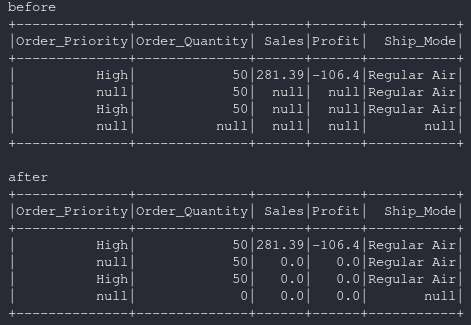 before
+--------------+--------------+------+------+-----------+
|Order_Priority|Order_Quantity| Sales|Profit|  Ship_Mode|
+--------------+--------------+------+------+-----------+
|          High|            50|281.39|-106.4|Regular Air|
|          null|            50|  null|  null|Regular Air|
|          High|            50|  null|  null|Regular Air|
|          null|          null|  null|  null|       null|
+--------------+--------------+------+------+-----------+
after
+--------------+--------------+------+------+-----------+
|Order_Priority|Order_Quantity| Sales|Profit|  Ship_Mode|
+--------------+--------------+------+------+-----------+
|          High|            50|281.39|-106.4|Regular Air|
|          null|            50|   0.0|   0.0|Regular Air|
|          High|            50|   0.0|   0.0|Regular Air|
|          null|             0|   0.0|   0.0|       null|
+--------------+--------------+------+------+-----------+